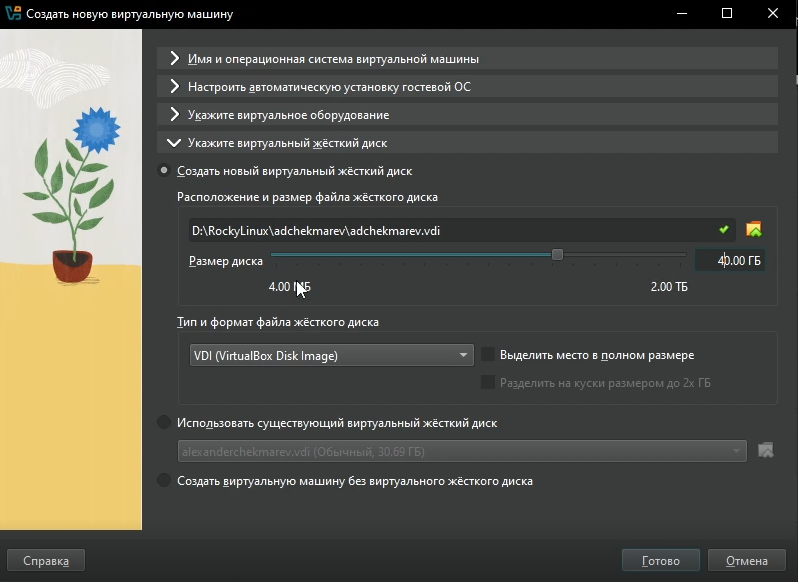 Создать новую виртуальную машину
Имя и операционная система виртуальной машины
Настроить автоматическую установку гостевой ОС
Укажите виртуальное оборудование
Укажите виртуальный жёсткий диск
Создать новый виртуальный жёсткий диск
Расположение и размер файла жёсткого диска
D:\RockyLinux\adchekmarev\adchekmarev.vdi
Размер диска 40.00 ГБ
4.00 МБ 2.00 ТБ
Тип и формат файла жёсткого диска
VDI (VirtualBox Disk Image) Выделить место в полном размере
Разделить на куски размером до 2х ГБ
Использовать существующий виртуальный жёсткий диск
alexanderchekmarev.vdi (Обычный, 30.69 ГБ)
Создать виртуальную машину без виртуального жёсткого диска
Справка Готово Отмена